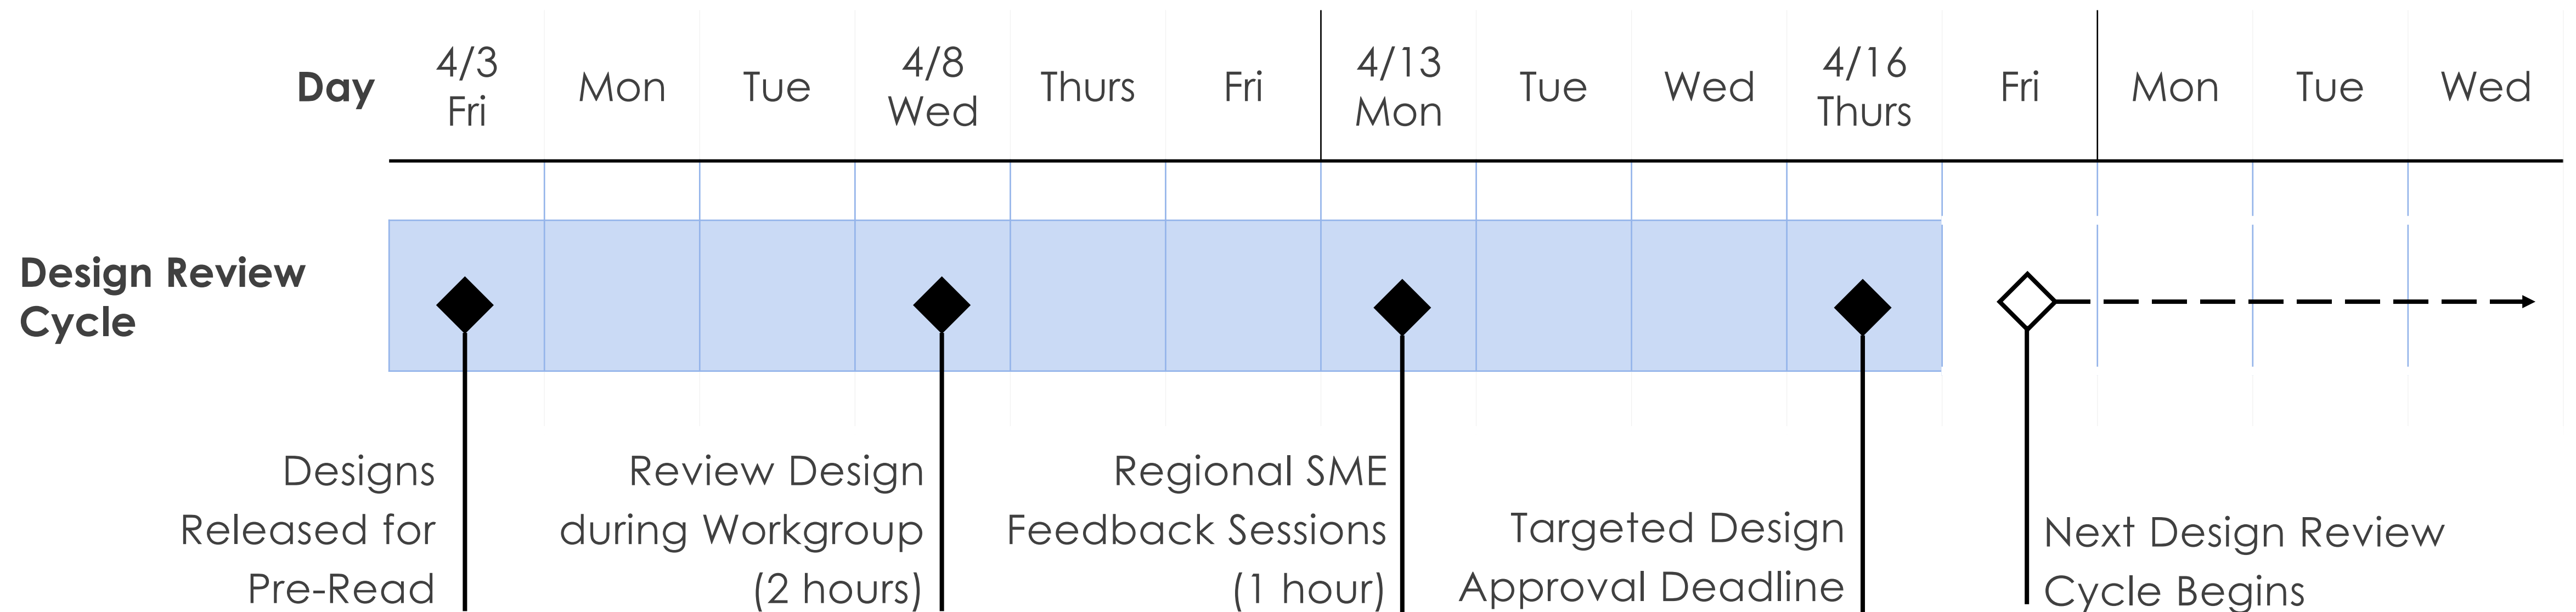 Day
4/3
Fri
Mon
Tue
4/8
Wed
Thurs
Fri
4/13
Mon
Tue
Wed
4/16
Thurs
Fri
Mon
Tue
Wed
Design Review
Cycle
Designs
Released for
Pre-Read
Review Design
during Workgroup
(2 hours)
Regional SME
Feedback Sessions
(1 hour)
Targeted Design
Approval Deadline
Next Design Review
Cycle Begins